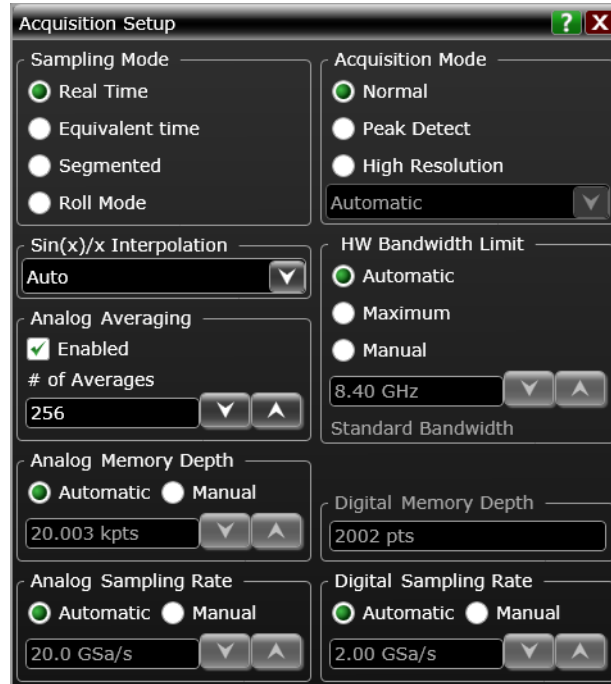 Acquisition Setup
?
X
Sampling Mode
Real Time
Equivalent time
Segmented
Roll Mode
Acquisition Mode
Normal
Peak Detect
High Resolution
Automatic
Sin(x)/x Interpolation
Auto
HW Bandwidth Limit
Automatic
Maximum
Manual
8.40 GHz
Standard Bandwidth
Analog Averaging
Enabled
# of Averages
256
Analog Memory Depth
Automatic Manual
20.003 kpts
Digital Memory Depth
2002 pts
Analog Sampling Rate
Automatic Manual
20.0 GSa/s
Digital Sampling Rate
Automatic Manual
2.00 GSa/s